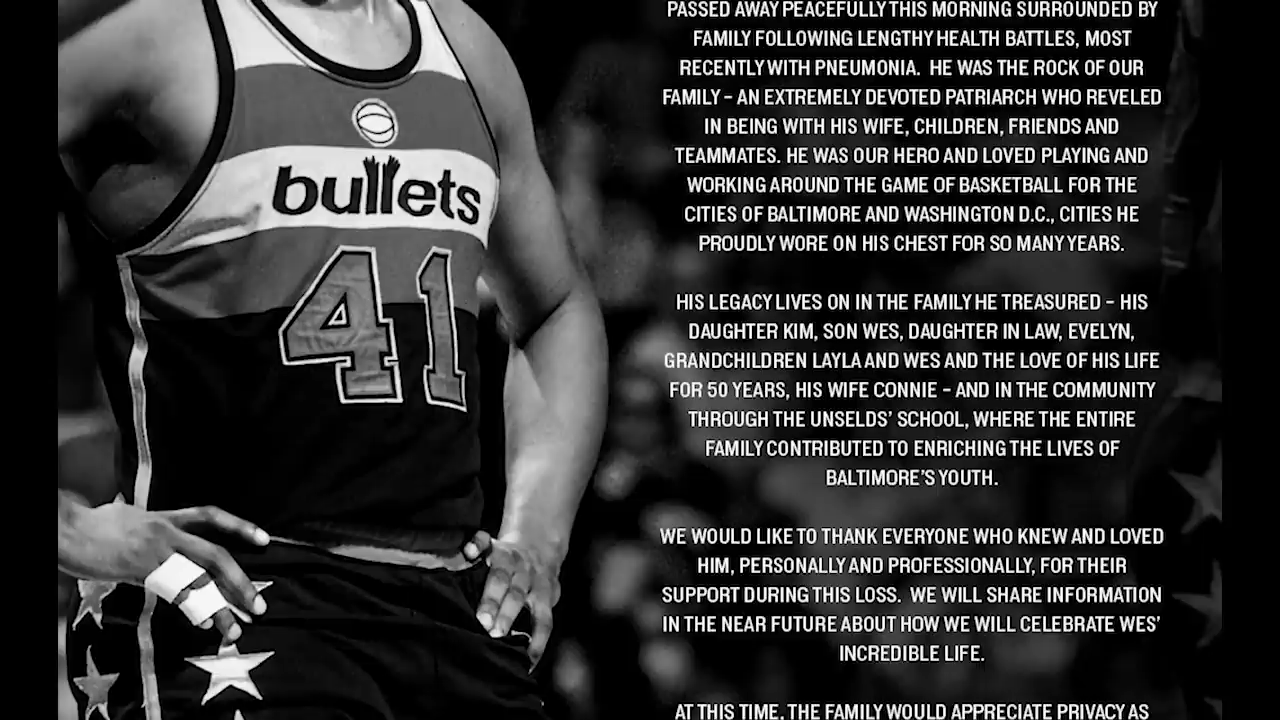 bullets
41
PASSED AWAY PEACEFULLY THIS MORNING SURROUNDED BY
FAMILY FOLLOWING LENGTHY HEALTH BATTLES, MOST
RECENTLY WITH PNEUMONIA. HE WAS THE ROCK OF OUR
FAMILY – AN EXTREMELY DEVOTED PATRIARCH WHO REVELED
IN BEING WITH HIS WIFE, CHILDREN, FRIENDS AND
TEAMMATES. HE WAS OUR HERO AND LOVED PLAYING AND
WORKING AROUND THE GAME OF BASKETBALL FOR THE
CITIES OF BALTIMORE AND WASHINGTON D.C., CITIES HE
PROUDLY WORE ON HIS CHEST FOR SO MANY YEARS.
HIS LEGACY LIVES ON IN THE FAMILY HE TREASURED – HIS
DAUGHTER KIM, SON WES, DAUGHTER IN LAW, EVELYN,
GRANDCHILDREN LAYLA AND WES AND THE LOVE OF HIS LIFE
FOR 50 YEARS, HIS WIFE CONNIE – AND IN THE COMMUNITY
THROUGH THE UNSELDS' SCHOOL, WHERE THE ENTIRE
FAMILY CONTRIBUTED TO ENRICHING THE LIVES OF
BALTIMORE'S YOUTH.
WE WOULD LIKE TO THANK EVERYONE WHO KNEW AND LOVED
HIM, PERSONALLY AND PROFESSIONALLY, FOR THEIR
SUPPORT DURING THIS LOSS. WE WILL SHARE INFORMATION
IN THE NEAR FUTURE ABOUT HOW WE WILL CELEBRATE WES'
INCREDIBLE LIFE.
AT THIS TIME, THE FAMILY WOULD APPRECIATE PRIVACY AS